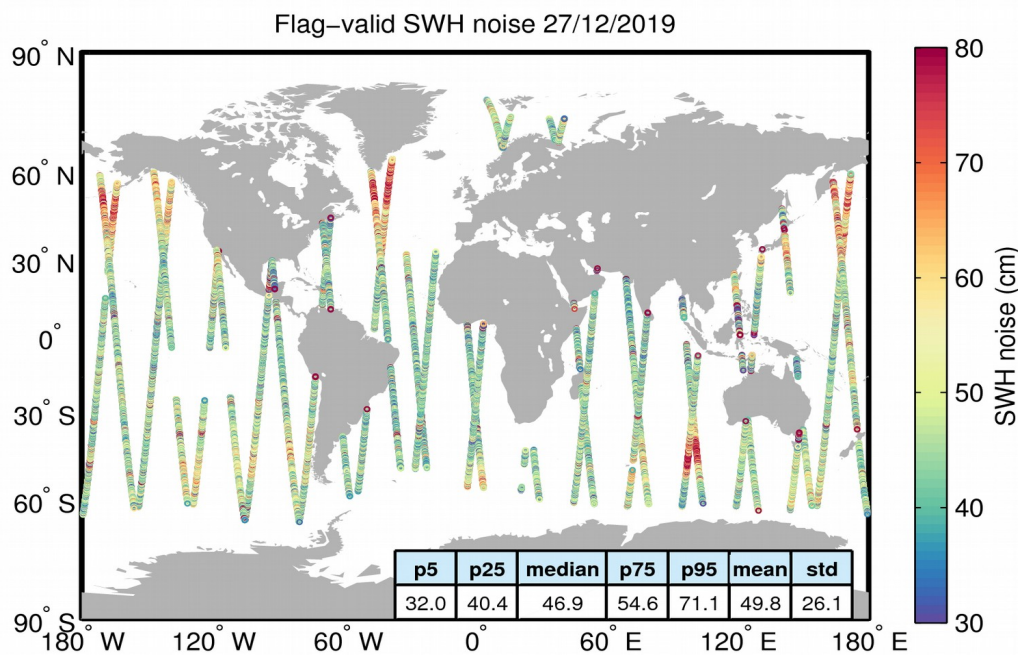 Flag−valid SWH noise 27/12/2019
90° N
60° N
30° N
0°
30° S
60° S
90° S
180° W
120° W
60° W
0°
60° E
120° E
180° E
80
70
60
50
40
30
SWH noise (cm)
p5 p25 median p75 p95 mean std
32.0 40.4 46.9 54.6 71.1 49.8 26.1